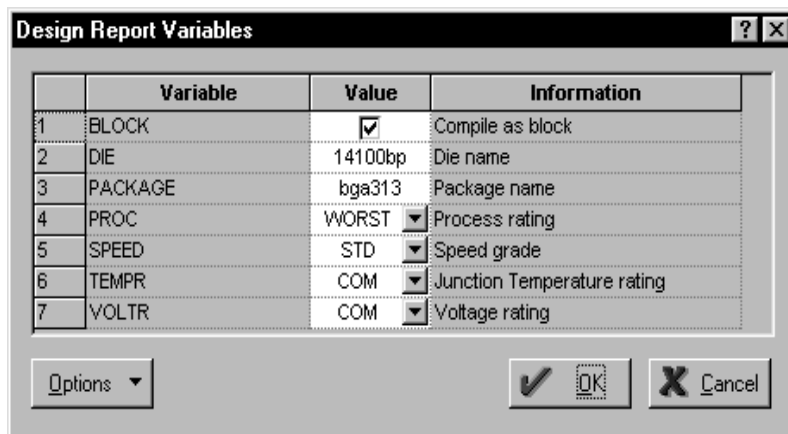 Design Report Variables ? X
Variable Value Information
1 BLOCK Compile as block
2 DIE 14100bp Die name
3 PACKAGE bga313 Package name
4 PROC WORST Process rating
5 SPEED STD Speed grade
6 TEMPR COM Junction Temperature rating
7 VOLTR COM Voltage rating
Options OK Cancel